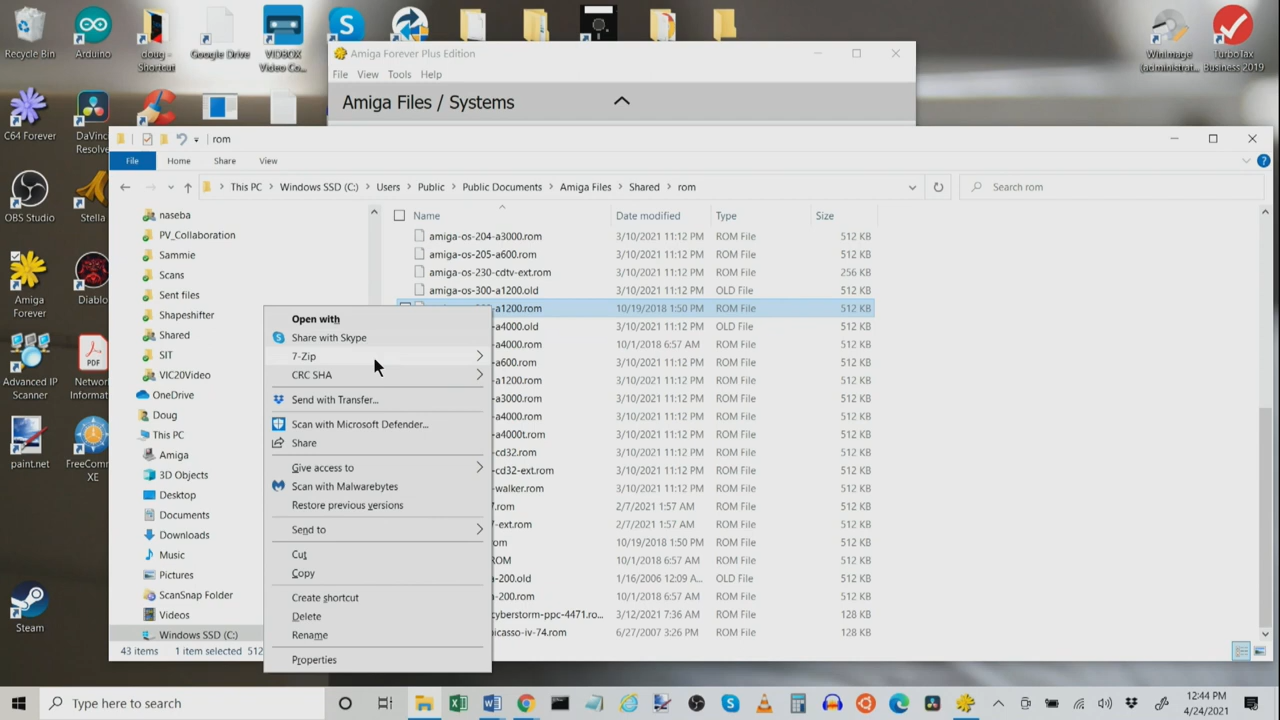 Recycle Bin
Arduino
doug - Shortcut
Google Drive
VIDBOX Video Co...
WinImage (administrat...
TurboTax Business 2019
Amiga Forever Plus Edition
File View Tools Help
Amiga Files / Systems
C64 Forever
DaVinci Resolve
OBS Studio
Stella
Amiga Forever
Diablo
Advanced IP Scanner
Network Informat
paint.net
FreeComm XE
Steam
rom
File Home Share View
This PC > Windows SSD (C:) > Users > Public > Public Documents > Amiga Files > Shared > rom
Search rom
naseba
PV_Collaboration
Sammie
Scans
Sent files
Shapeshifter
Shared
SIT
VIC20Video
OneDrive
Doug
This PC
Amiga
3D Objects
Desktop
Documents
Downloads
Music
Pictures
ScanSnap Folder
Videos
Windows SSD (C:)
Name Date modified Type Size
amiga-os-204-a3000.rom 3/10/2021 11:12 PM ROM File 512 KB
amiga-os-205-a600.rom 3/10/2021 11:12 PM ROM File 512 KB
amiga-os-230-cdtv-ext.rom 3/10/2021 11:12 PM ROM File 256 KB
amiga-os-300-a1200.old 3/10/2021 11:12 PM OLD File 512 KB
a1200.rom 10/19/2018 1:50 PM ROM File 512 KB
a4000.old 3/10/2021 11:12 PM OLD File 512 KB
a4000.rom 10/1/2018 6:57 AM ROM File 512 KB
a600.rom 3/10/2021 11:12 PM ROM File 512 KB
a1200.rom 3/10/2021 11:12 PM ROM File 512 KB
a3000.rom 3/10/2021 11:12 PM ROM File 512 KB
a4000.rom 3/10/2021 11:12 PM ROM File 512 KB
a4000t.rom 3/10/2021 11:12 PM ROM File 512 KB
cd32.rom 3/10/2021 11:12 PM ROM File 512 KB
cd32-ext.rom 3/10/2021 11:12 PM ROM File 512 KB
walker.rom 3/10/2021 11:12 PM ROM File 512 KB
.rom 2/7/2021 1:57 AM ROM File 512 KB
-ext.rom 2/7/2021 1:57 AM ROM File 512 KB
om 10/19/2018 1:50 PM ROM File 512 KB
ROM 10/1/2018 6:57 AM ROM File 512 KB
a-200.old 1/16/2006 12:09 A... OLD File 512 KB
a-200.rom 10/1/2018 6:57 AM ROM File 512 KB
cyberstorm-ppc-4471.ro... 3/12/2021 7:36 AM ROM File 128 KB
picasso-iv-74.rom 6/27/2007 3:26 PM ROM File 128 KB
Open with
Share with Skype
7-Zip
CRC SHA
Send with Transfer...
Scan with Microsoft Defender...
Share
Give access to
Scan with Malwarebytes
Restore previous versions
Send to
Cut
Copy
Create shortcut
Delete
Rename
Properties
43 items 1 item selected 512
Type here to search
12:44 PM
4/24/2021